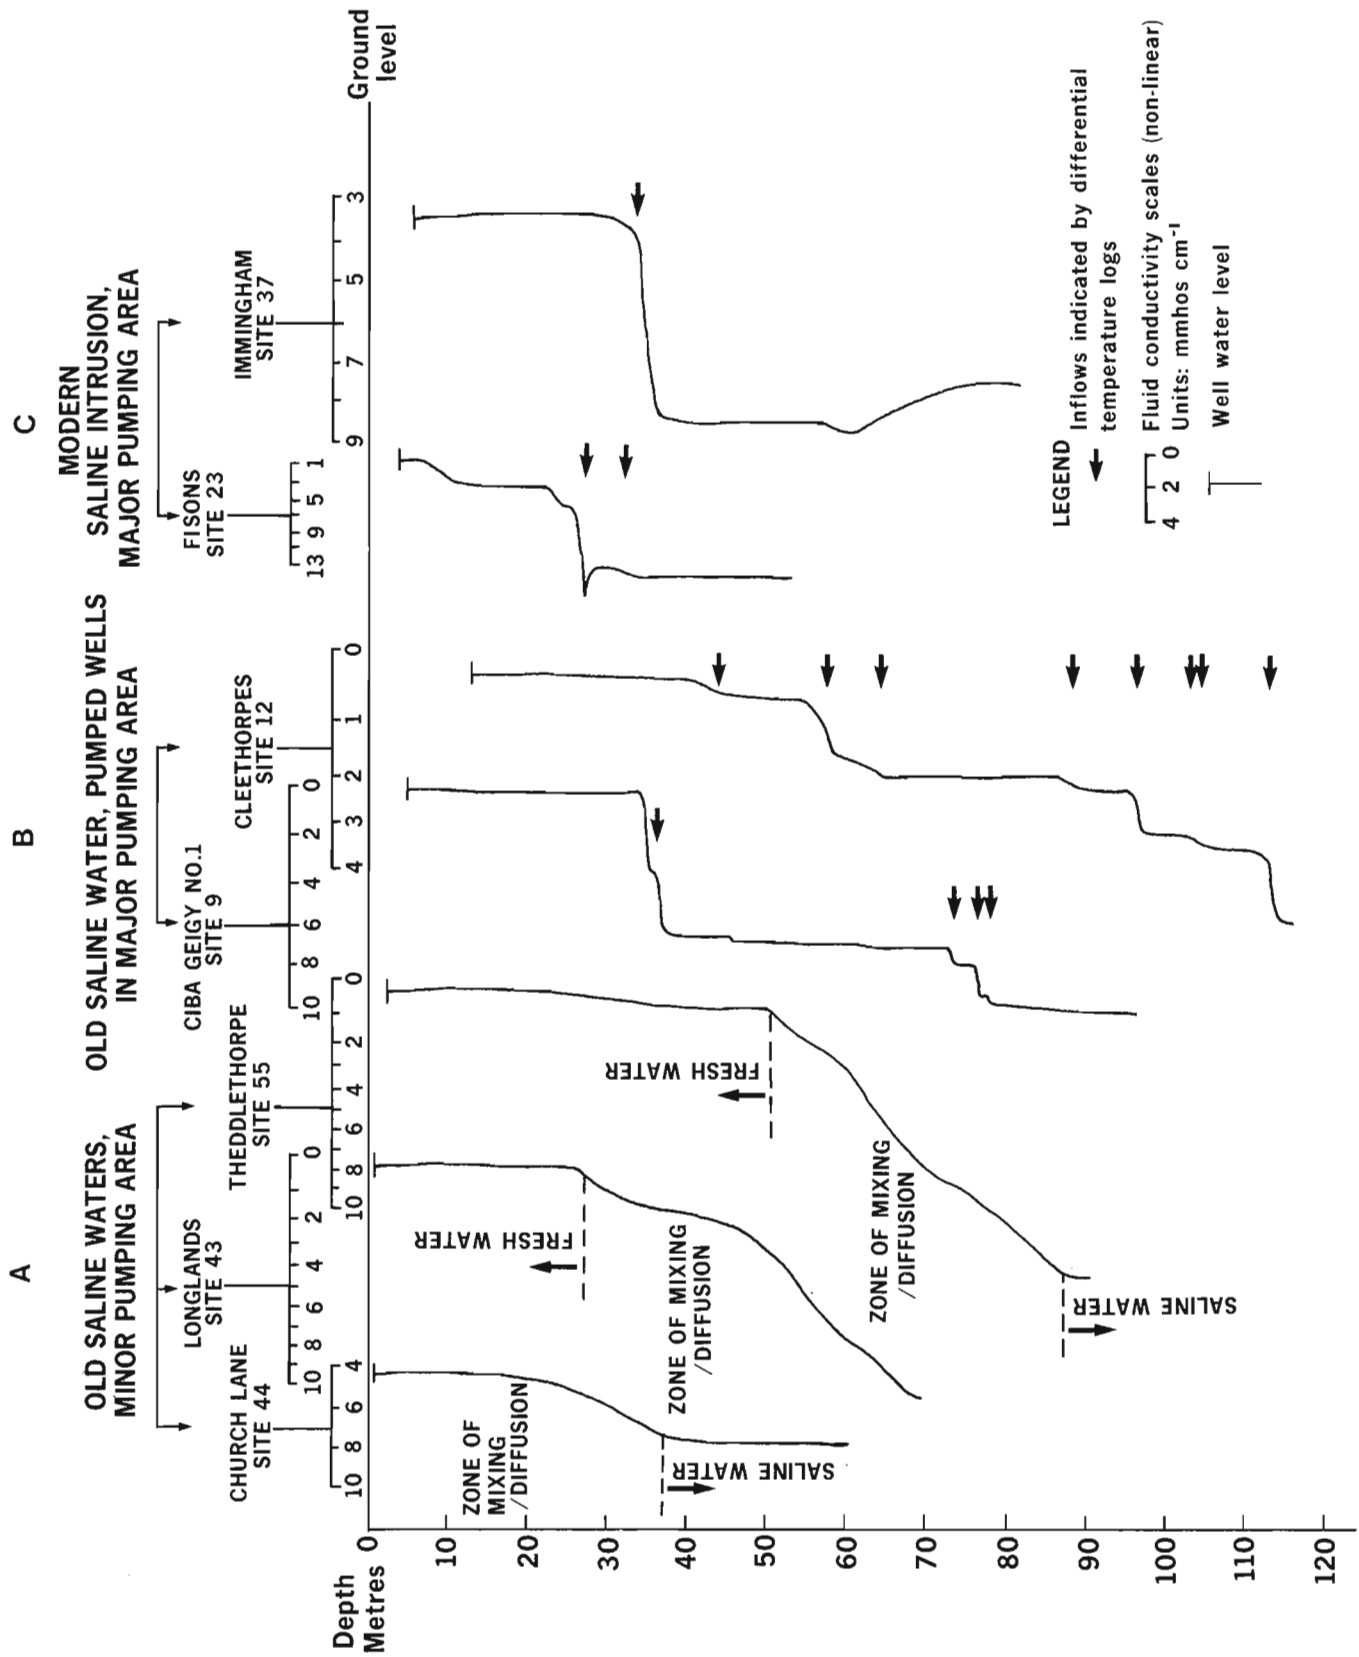 A
B
C
OLD SALINE WATERS,
MINOR PUMPING AREA
OLD SALINE WATER, PUMPED WELLS
IN MAJOR PUMPING AREA
MODERN
SALINE INTRUSION,
MAJOR PUMPING AREA
CHURCH LANE
SITE 44
LONGLANDS
SITE 43
THEDDLETHORPE
SITE 55
CIBA GEIGY NO.1
SITE 9
CLEETHORPES
SITE 12
FISONS
SITE 23
IMMINGHAM
SITE 37
10 8 6 4
10 8 6 4 2 0
10 8 6 4 2 0
10 8 6 4 2 0
4 3 2 1 0
13 9 5 1
9 7 5 3
Ground
level
Depth
Metres
0
10
20
30
40
50
60
70
80
90
100
110
120
ZONE OF
MIXING
/DIFFUSION
SALINE WATER
FRESH WATER
ZONE OF MIXING
/DIFFUSION
FRESH WATER
ZONE OF MIXING
/DIFFUSION
SALINE WATER
LEGEND
Inflows indicated by differential
temperature logs
4 2 0
Fluid conductivity scales (non-linear)
Units: mmhos cm⁻¹
Well water level